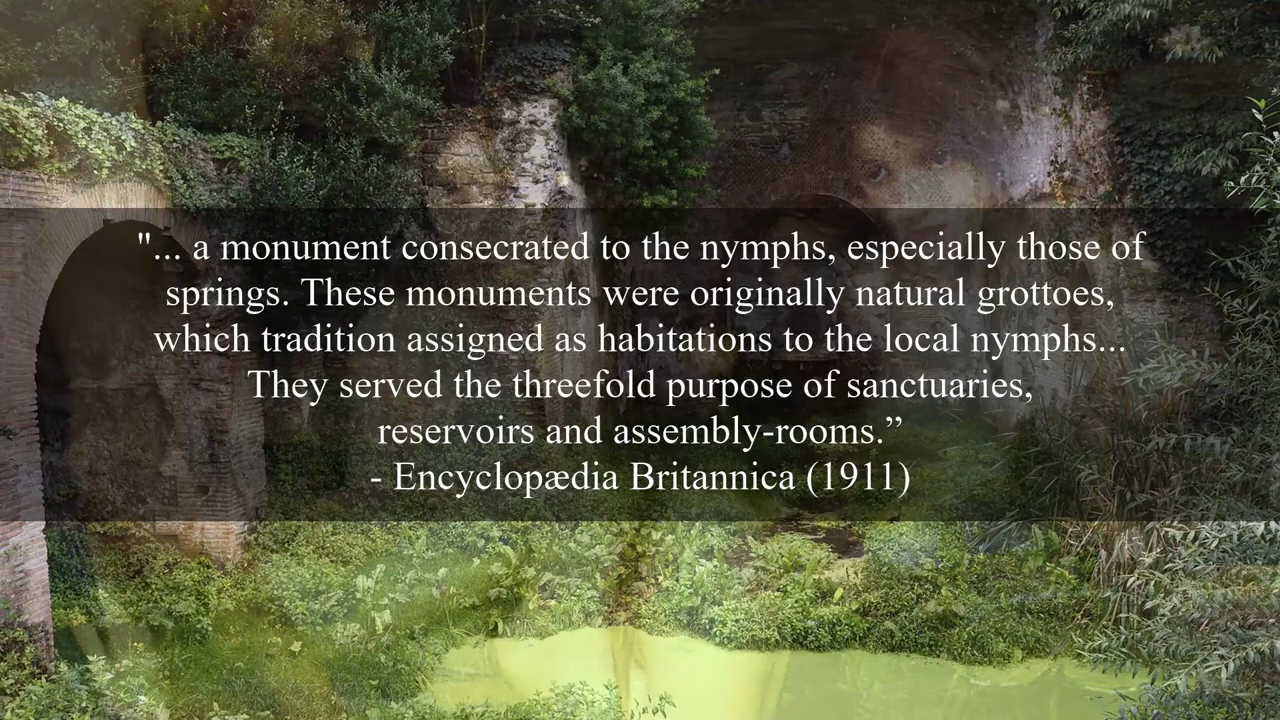 "... a monument consecrated to the nymphs, especially those of
springs. These monuments were originally natural grottoes,
which tradition assigned as habitations to the local nymphs...
They served the threefold purpose of sanctuaries,
reservoirs and assembly-rooms.”
- Encyclopædia Britannica (1911)